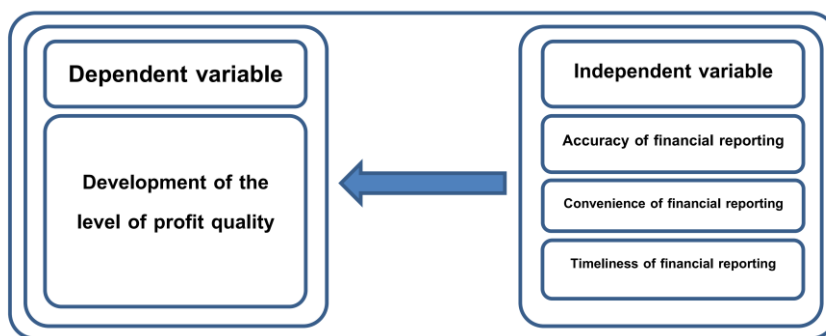 Dependent variable
Development of the
level of profit quality
Independent variable
Accuracy of financial reporting
Convenience of financial reporting
Timeliness of financial reporting